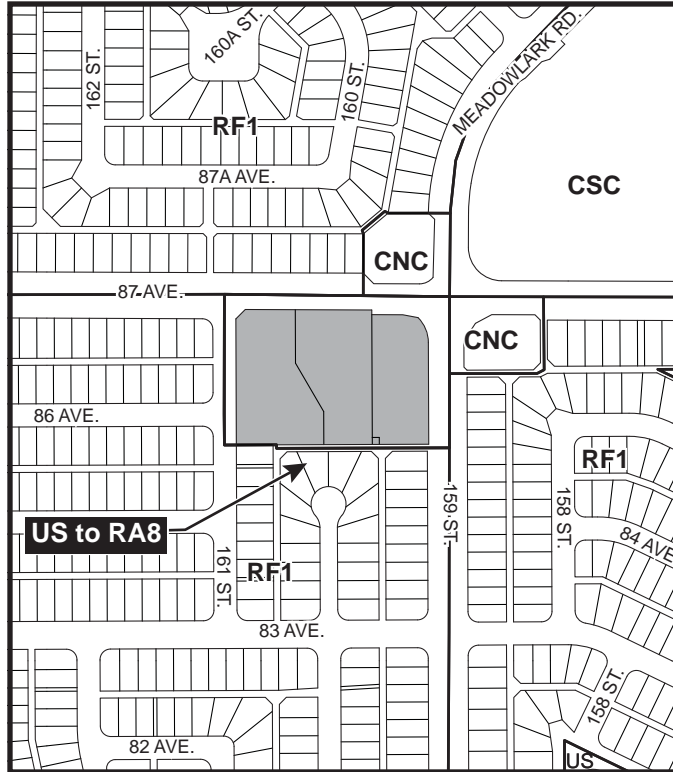 160A ST.
162 ST.
160 ST.
MEADOWLARK RD.
RF1
87A AVE.
CSC
CNC
87 AVE.
CNC
86 AVE.
RF1
159 ST.
158 ST.
US to RA8
84 AVE.
161 ST.
RF1
83 AVE.
158 ST.
82 AVE.
US